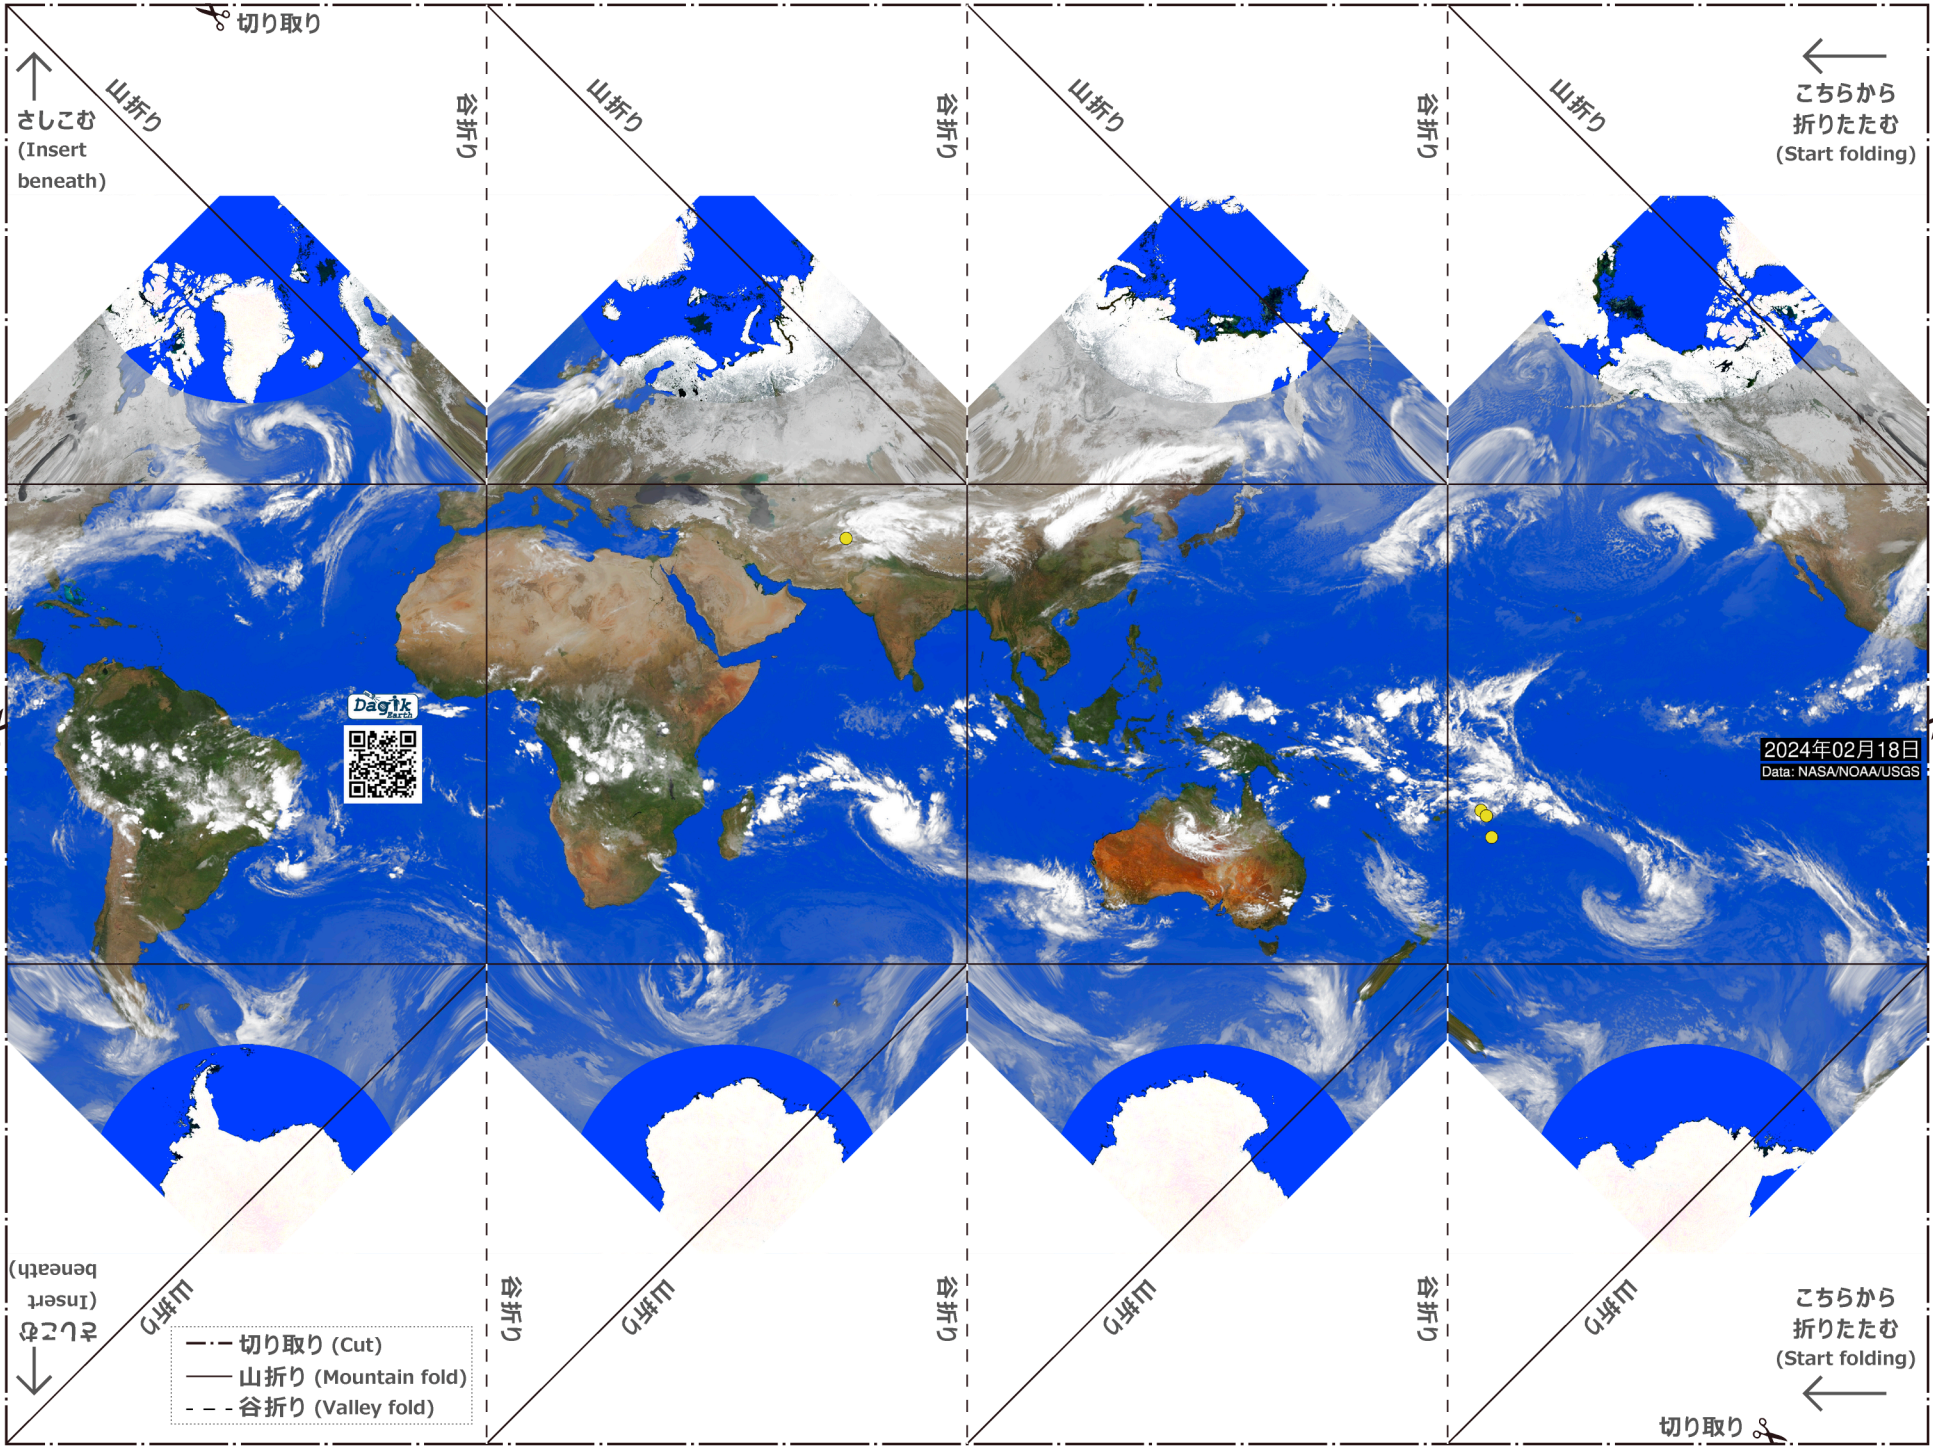 切り取り
山折り
谷折り
山折り
谷折り
山折り
谷折り
山折り
さしこむ
(Insert
beneath)
こちらから
折りたたむ
(Start folding)
Dagik
Earth
2024年02月18日
Data: NASA/NOAA/USGS
さしこむ
(Insert
beneath)
山折り
谷折り
山折り
谷折り
山折り
谷折り
山折り
こちらから
折りたたむ
(Start folding)
切り取り (Cut)
山折り (Mountain fold)
谷折り (Valley fold)
切り取り